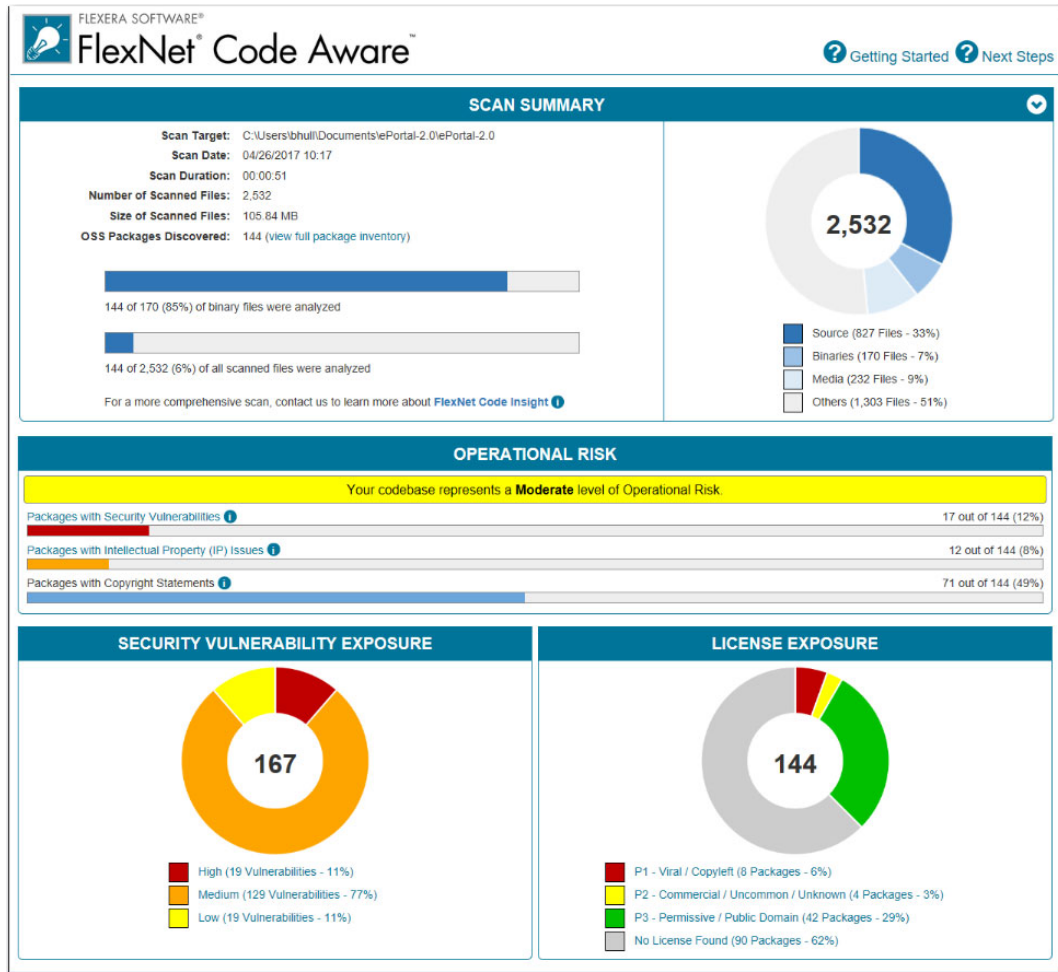 FLEXERA SOFTWARE®
FlexNet® Code Aware™
? Getting Started ? Next Steps
SCAN SUMMARY
Scan Target: C:\Users\bhull\Documents\ePortal-2.0\ePortal-2.0
Scan Date: 04/26/2017 10:17
Scan Duration: 00:00:51
Number of Scanned Files: 2,532
Size of Scanned Files: 105.84 MB
OSS Packages Discovered: 144 (view full package inventory)
144 of 170 (85%) of binary files were analyzed
144 of 2,532 (6%) of all scanned files were analyzed
For a more comprehensive scan, contact us to learn more about FlexNet Code Insight i
2,532
Source (827 Files - 33%)
Binaries (170 Files - 7%)
Media (232 Files - 9%)
Others (1,303 Files - 51%)
OPERATIONAL RISK
Your codebase represents a Moderate level of Operational Risk.
Packages with Security Vulnerabilities i 17 out of 144 (12%)
Packages with Intellectual Property (IP) Issues i 12 out of 144 (8%)
Packages with Copyright Statements i 71 out of 144 (49%)
SECURITY VULNERABILITY EXPOSURE
167
High (19 Vulnerabilities - 11%)
Medium (129 Vulnerabilities - 77%)
Low (19 Vulnerabilities - 11%)
LICENSE EXPOSURE
144
P1 - Viral / Copyleft (8 Packages - 6%)
P2 - Commercial / Uncommon / Unknown (4 Packages - 3%)
P3 - Permissive / Public Domain (42 Packages - 29%)
No License Found (90 Packages - 62%)